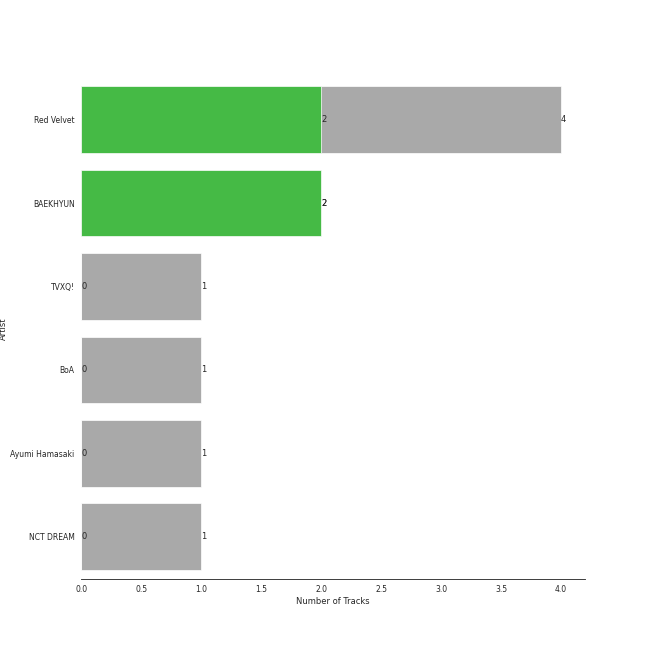 Red Velvet 2 4
BAEKHYUN 2
TVXQ! 0 1
BoA 0 1
Ayumi Hamasaki 0 1
NCT DREAM 0 1
Artist
0.0 0.5 1.0 1.5 2.0 2.5 3.0 3.5 4.0
Number of Tracks